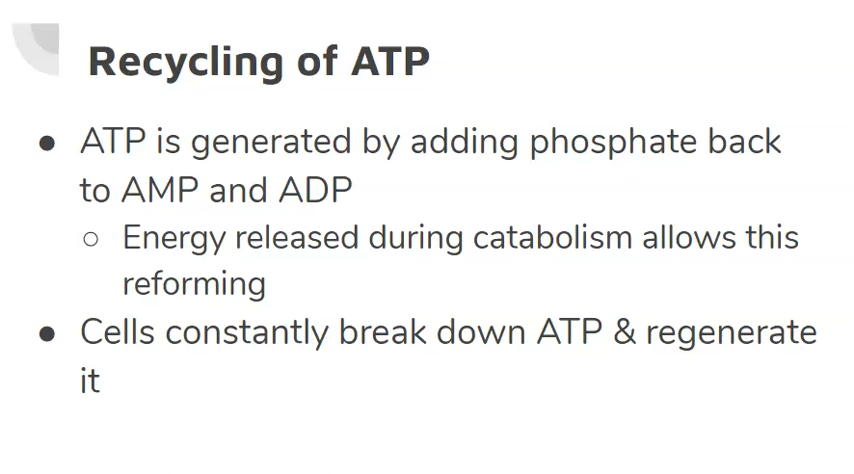 Recycling of ATP
● ATP is generated by adding phosphate back
to AMP and ADP
○ Energy released during catabolism allows this
reforming
● Cells constantly break down ATP & regenerate
it